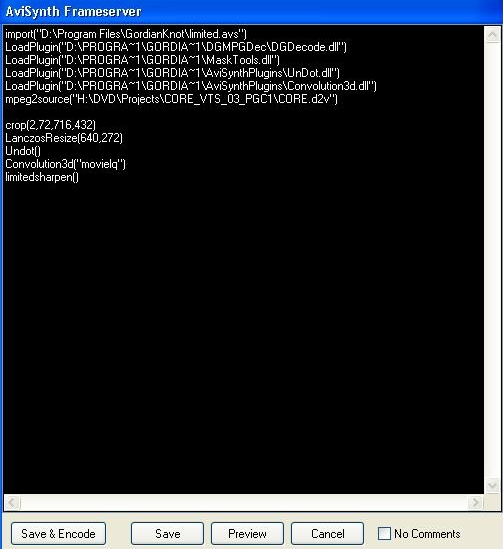 AviSynth Frameserver
import("D:\Program Files\GordianKnot\limited.avs")
LoadPlugin("D:\PROGRA~1\GORDIA~1\DGMPGDec\DGDecode.dll")
LoadPlugin("D:\PROGRA~1\GORDIA~1\MaskTools.dll")
LoadPlugin("D:\PROGRA~1\GORDIA~1\AviSynthPlugins\UnDot.dll")
LoadPlugin("D:\PROGRA~1\GORDIA~1\AviSynthPlugins\Convolution3d.dll")
mpeg2source("H:\DVD\Projects\CORE_VTS_03_PGC1\CORE.d2v")
crop(2,72,716,432)
LanczosResize(640,272)
Undot()
Convolution3d("movielq")
limitedsharpen()
Save & Encode Save Preview Cancel No Comments